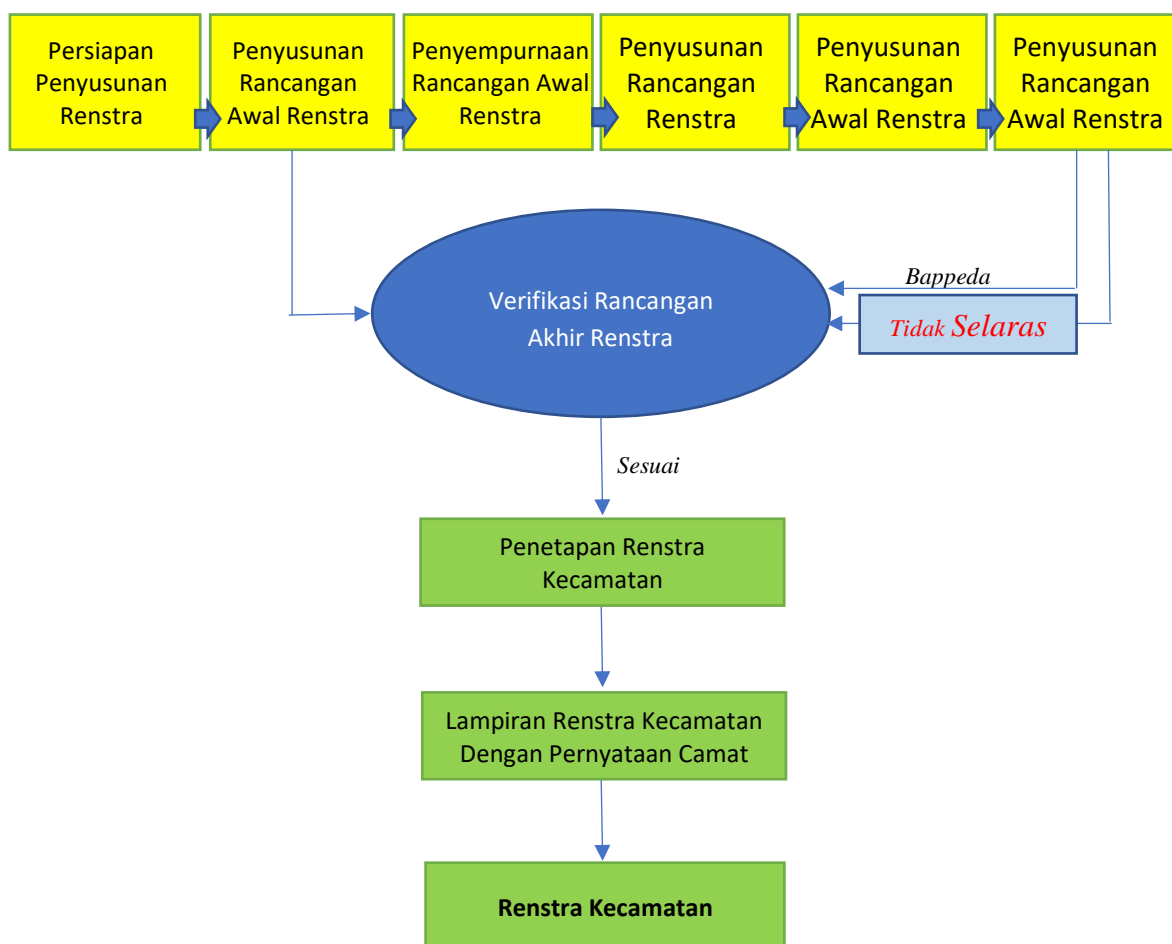 Persiapan
Penyusunan
Renstra
Penyusunan
Rancangan
Awal Renstra
Penyempurnaan
Rancangan Awal
Renstra
Penyusunan
Rancangan
Renstra
Penyusunan
Rancangan
Awal Renstra
Penyusunan
Rancangan
Awal Renstra
Bappeda
Verifikasi Rancangan
Akhir Renstra
Tidak Selaras
Sesuai
Penetapan Renstra
Kecamatan
Lampiran Renstra Kecamatan
Dengan Pernyataan Camat
Renstra Kecamatan